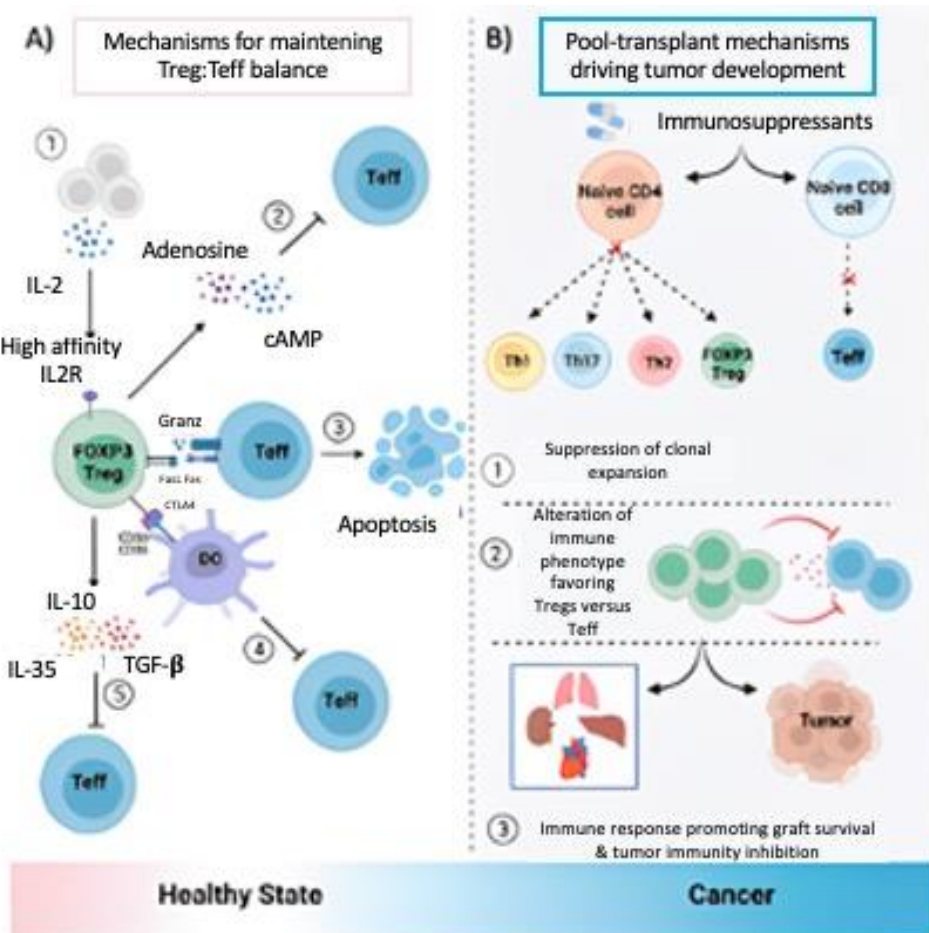 A)
Mechanisms for maintening
Treg:Teff balance
1
Teff
2
Adenosine
IL-2
cAMP
High affinity
IL2R
Granz
3
FOXP3
Treg
Teff
FasL Fas
CTLA4
Apoptosis
DC
IL-10
4
IL-35
TGF-β
5
Teff
Teff
Healthy State
B)
Pool-transplant mechanisms
driving tumor development
Immunosuppressants
Naive CD4
cell
Naive CD8
cell
Th1
Th17
Th2
FOXP3
Treg
Teff
1
Suppression of clonal
expansion
2
Alteration of
immune
phenotype
favoring
Tregs versus
Teff
Tumor
3
Immune response promoting graft survival
& tumor immunity inhibition
Cancer